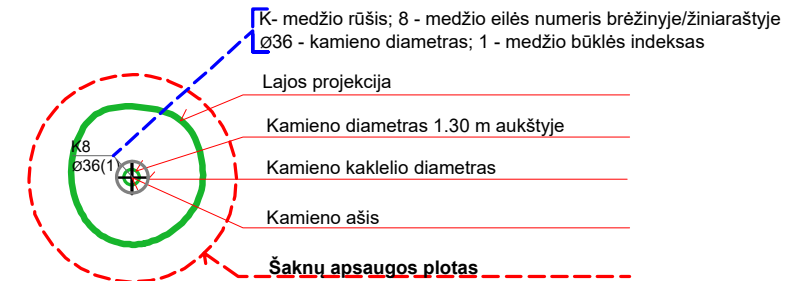 K- medžio rūšis; 8 - medžio eilės numeris brėžinyje/žiniaraštyje
Ø36 - kamieno diametras; 1 - medžio būklės indeksas
Lajos projekcija
Kamieno diametras 1.30 m aukštyje
K8
Ø36(1)
Kamieno kaklelio diametras
Kamieno ašis
Šaknų apsaugos plotas